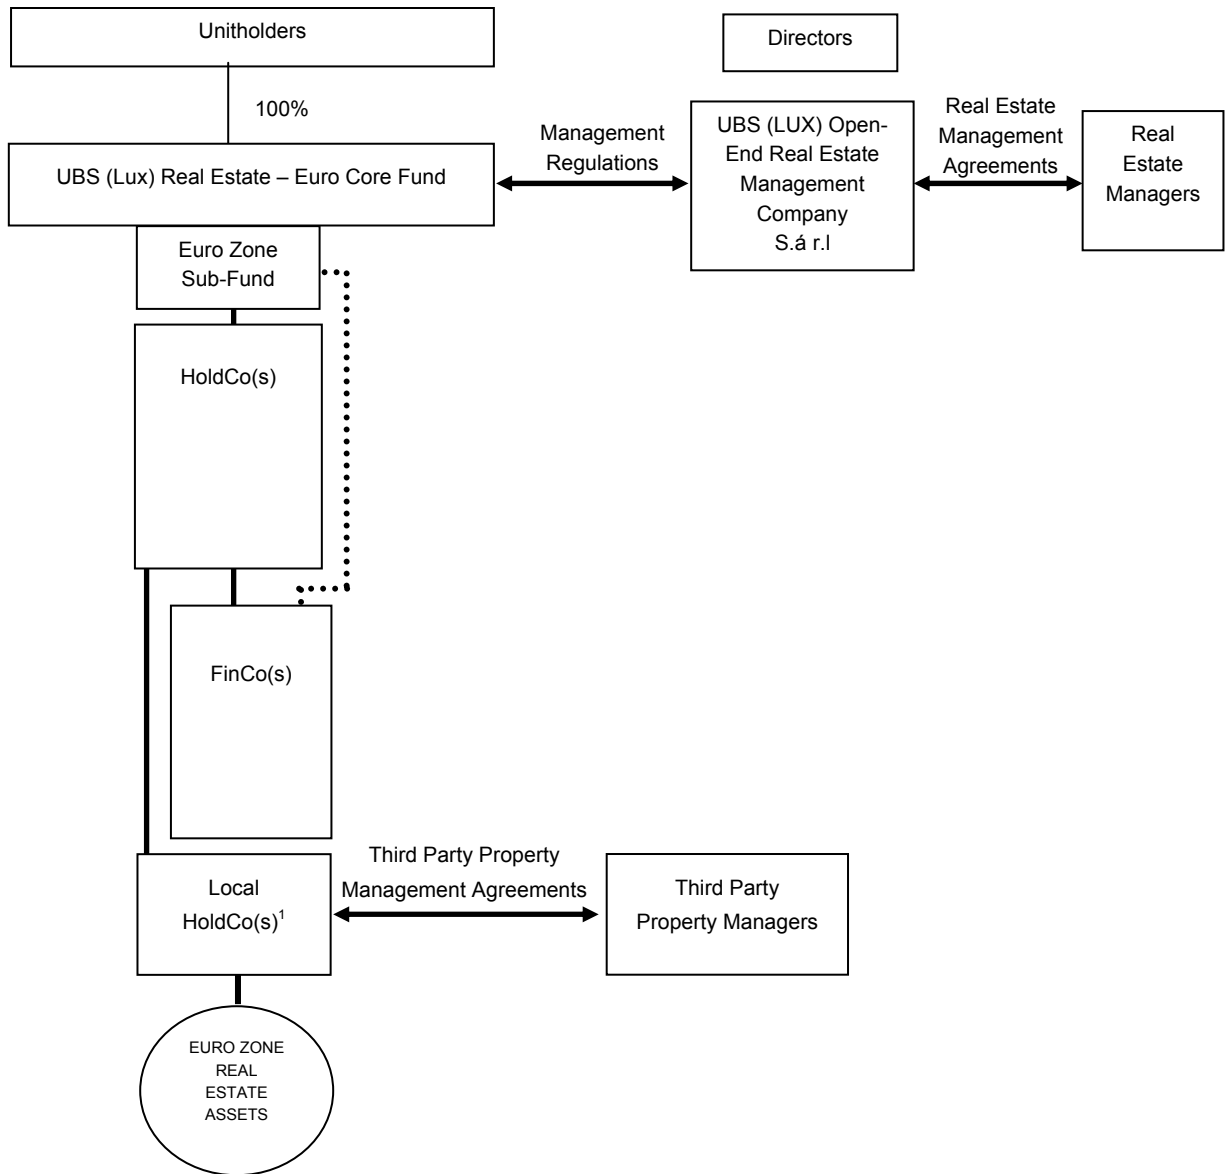 Unitholders
Directors
100%
UBS (Lux) Real Estate – Euro Core Fund
Management
Regulations
UBS (LUX) Open-
End Real Estate
Management
Company
S.á r.l
Real Estate
Management
Agreements
Real
Estate
Managers
Euro Zone
Sub-Fund
HoldCo(s)
FinCo(s)
Local
HoldCo(s)¹
Third Party Property
Management Agreements
Third Party
Property Managers
EURO ZONE
REAL
ESTATE
ASSETS